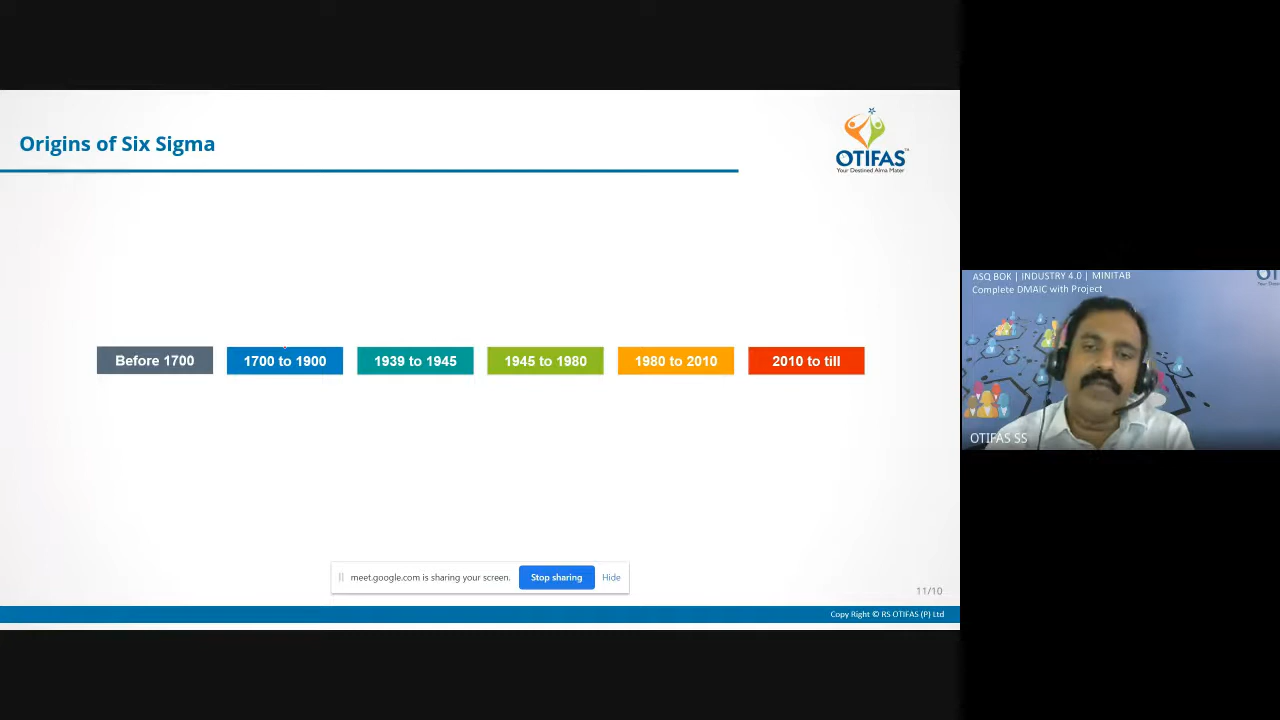 Origins of Six Sigma
OTIFAS™
Your Destined Alma Mater
Before 1700
1700 to 1900
1939 to 1945
1945 to 1980
1980 to 2010
2010 to till
meet.google.com is sharing your screen.
Stop sharing
Hide
11/10
Copy Right © RS OTIFAS (P) Ltd
ASQ BOK | INDUSTRY 4.0 | MINITAB
Complete DMAIC with Project
OTIFAS SS